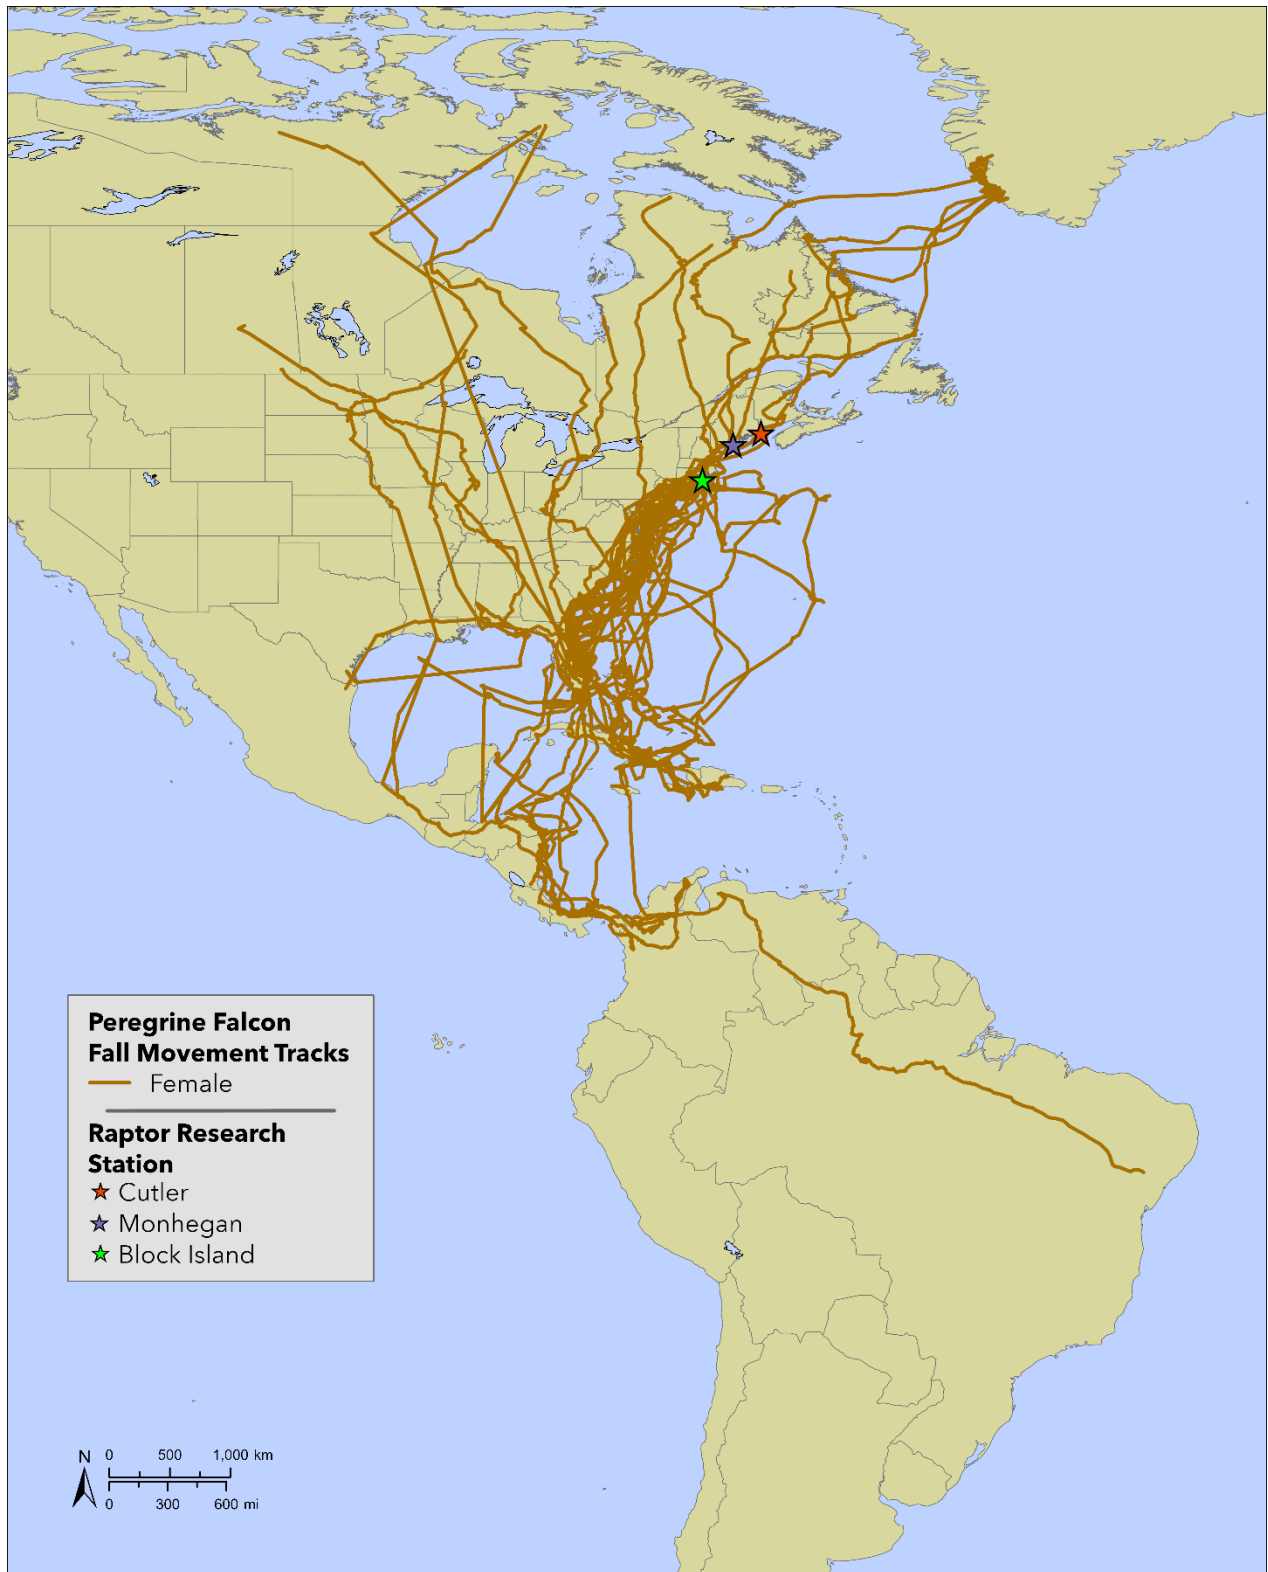 Peregrine Falcon
Fall Movement Tracks
Female
Raptor Research
Station
Cutler
Monhegan
Block Island
N 0 500 1,000 km
0 300 600 mi